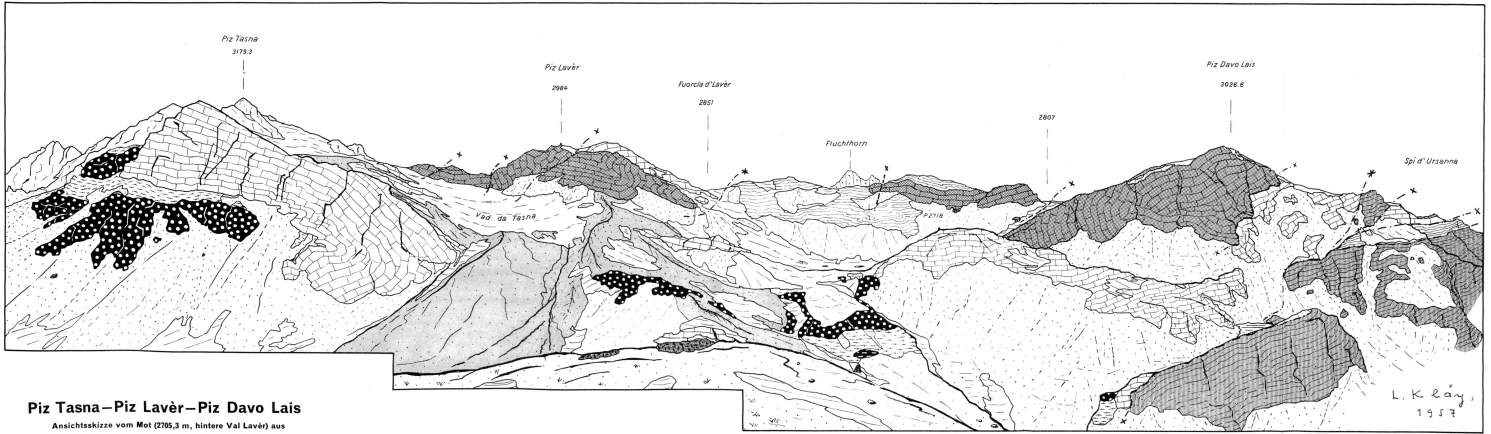 Piz Tasna
3179.3
Piz Lavèr
2984
Fuorcla d'Lavèr
2851
Fluchthorn
2807
Piz Davo Lais
3026.6
Spi d'Ursanna
Vad. da Tasna
P 2718
L. Kläy,
1957
Piz Tasna–Piz Lavèr–Piz Davo Lais
Ansichtsskizze vom Mot (2705,3 m, hintere Val Lavèr) aus